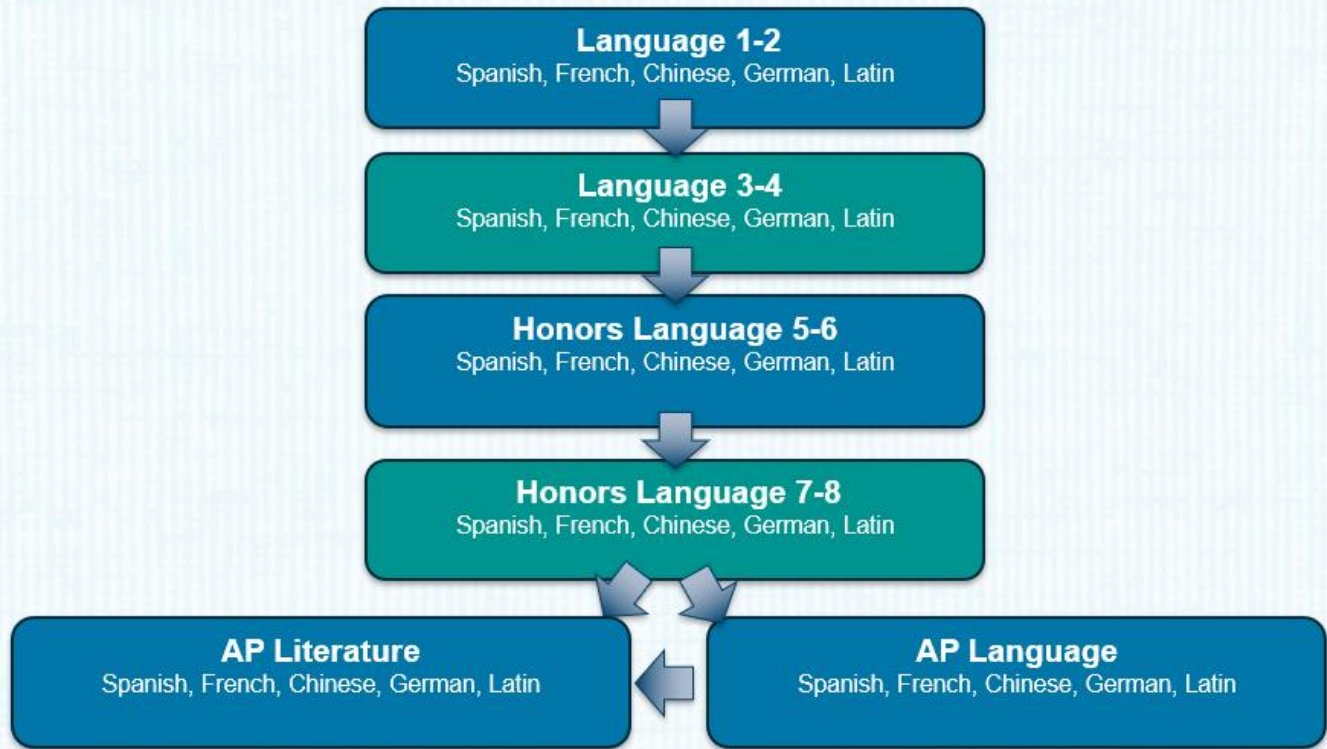 Language 1-2
Spanish, French, Chinese, German, Latin
Language 3-4
Spanish, French, Chinese, German, Latin
Honors Language 5-6
Spanish, French, Chinese, German, Latin
Honors Language 7-8
Spanish, French, Chinese, German, Latin
AP Literature
Spanish, French, Chinese, German, Latin
AP Language
Spanish, French, Chinese, German, Latin